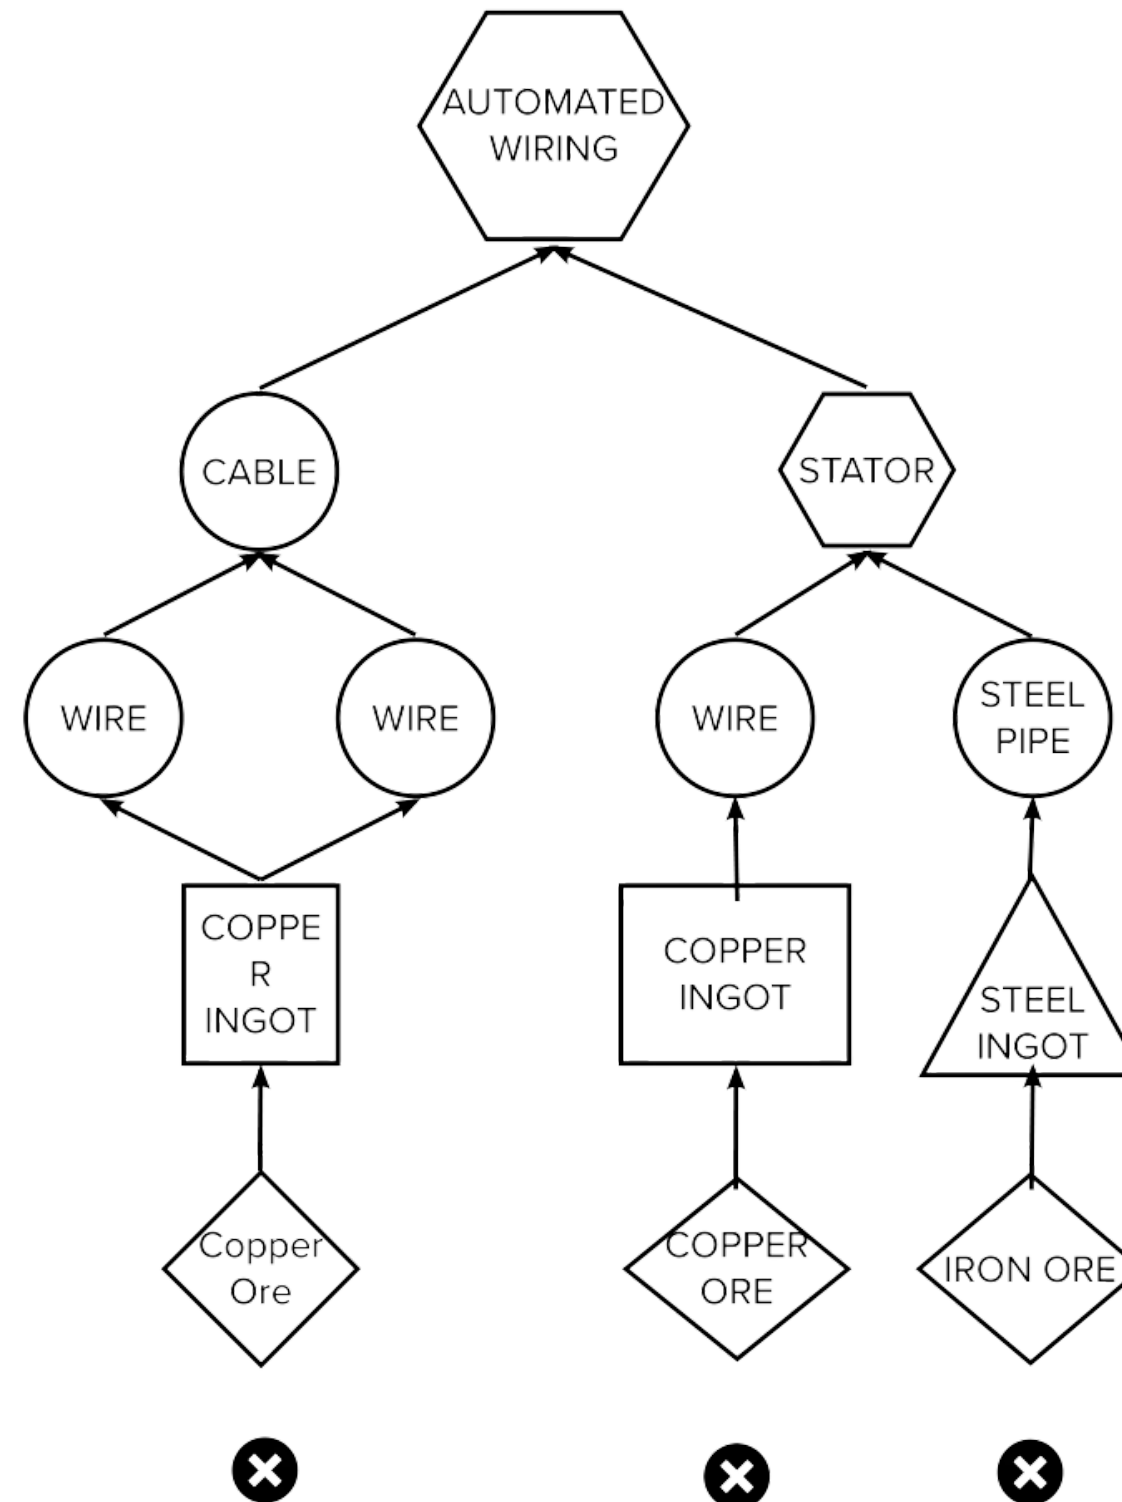 AUTOMATED
WIRING
CABLE
STATOR
WIRE
WIRE
WIRE
STEEL
PIPE
COPPE
R
INGOT
COPPER
INGOT
STEEL
INGOT
Copper
Ore
COPPER
ORE
IRON ORE